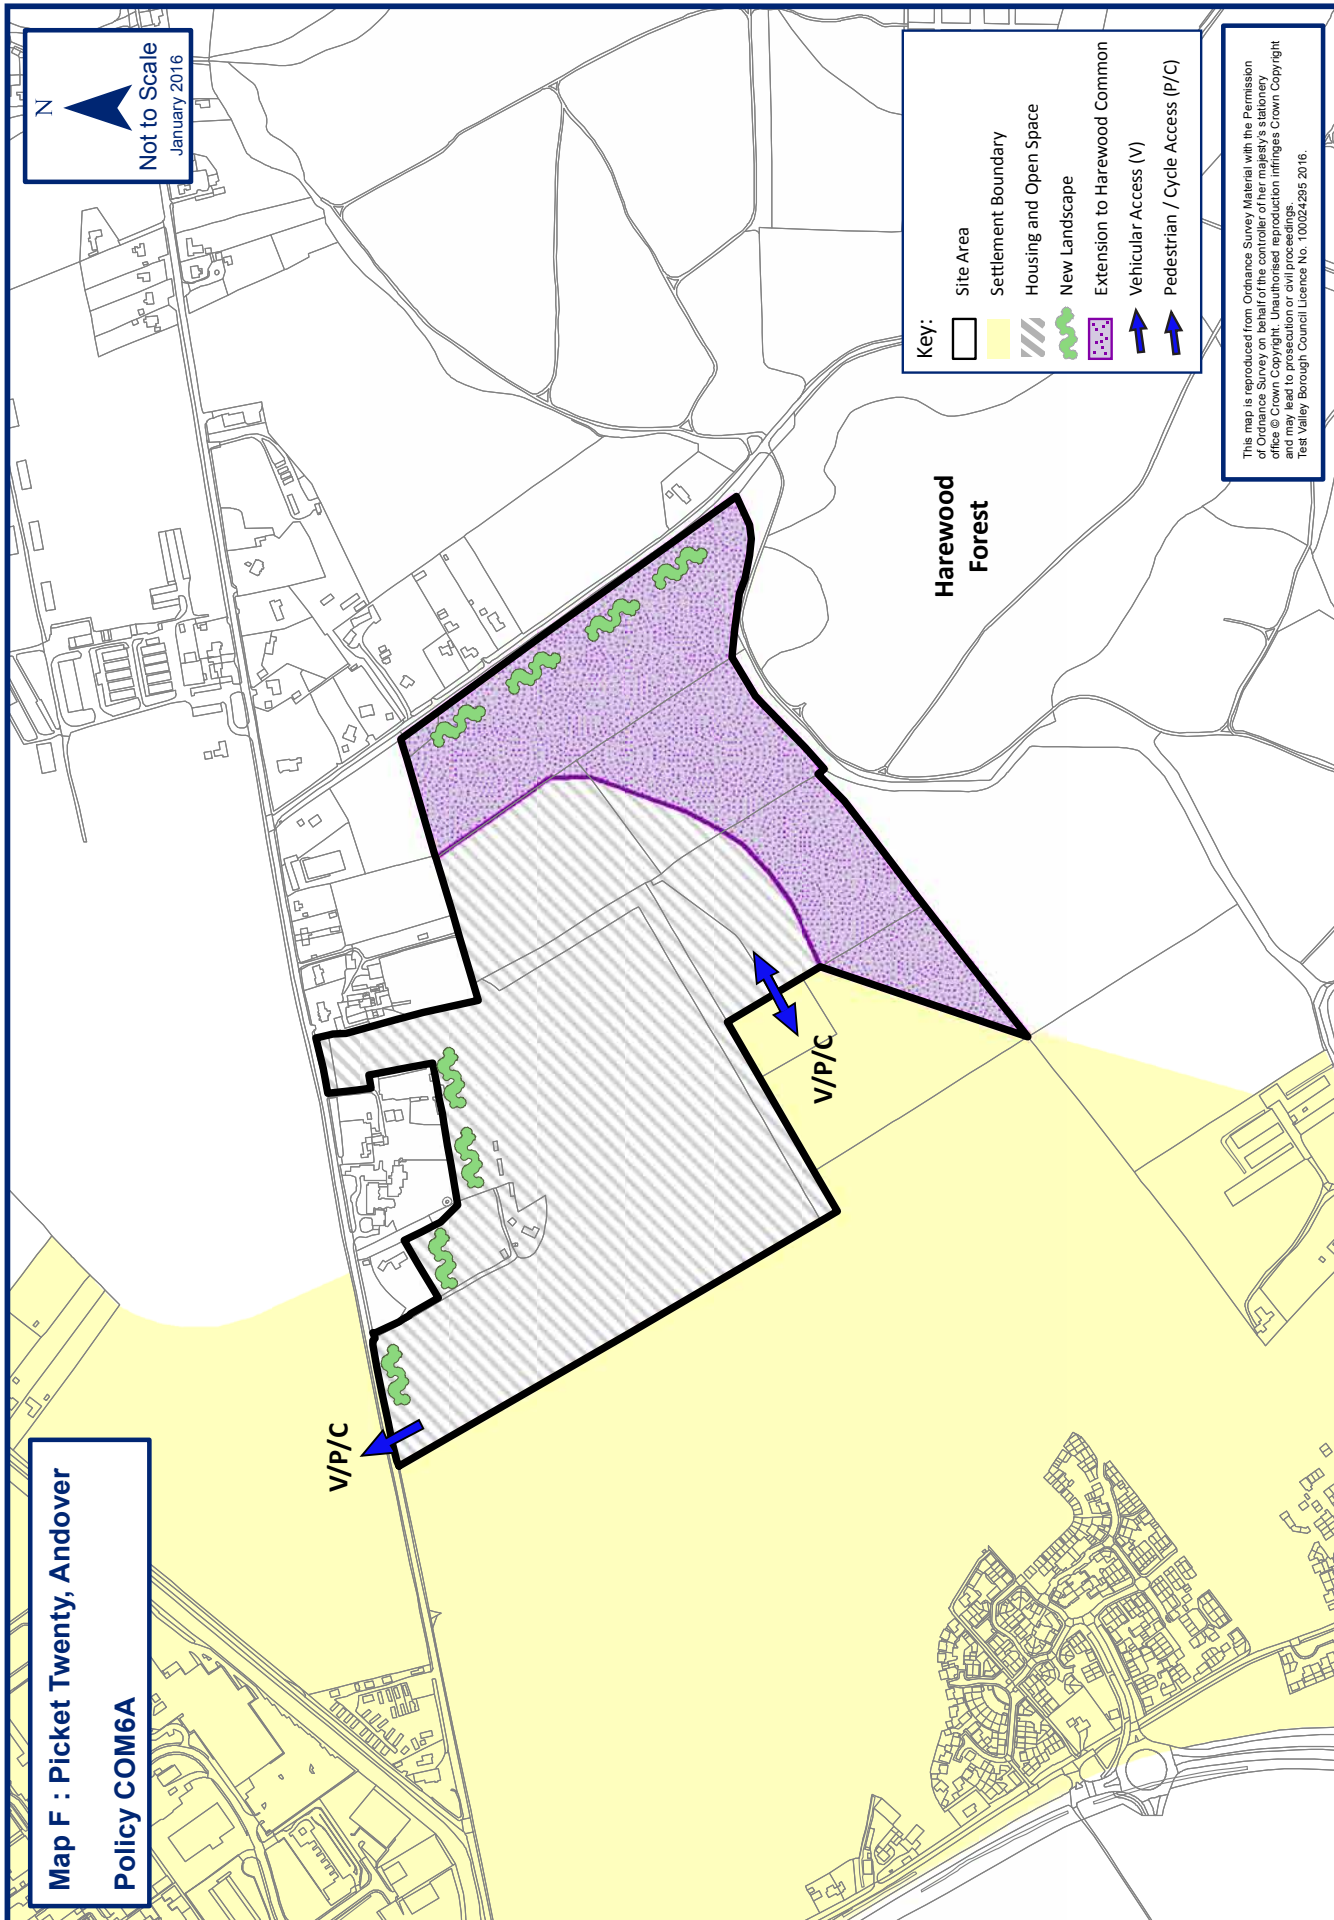 Map F : Picket Twenty, Andover
Policy COM6A
N
Not to Scale
January 2016
V/P/C
V/P/C
Harewood
Forest
Key:
Site Area
Settlement Boundary
Housing and Open Space
New Landscape
Extension to Harewood Common
Vehicular Access (V)
Pedestrian / Cycle Access (P/C)
This map is reproduced from Ordnance Survey Material with the Permission
of Ordnance Survey on behalf of the controller of her majesty's stationery
office © Crown Copyright. Unauthorised reproduction infringes Crown Copyright
and may lead to prosecution or civil proceedings.
Test Valley Borough Council Licence No. 100024295 2016.